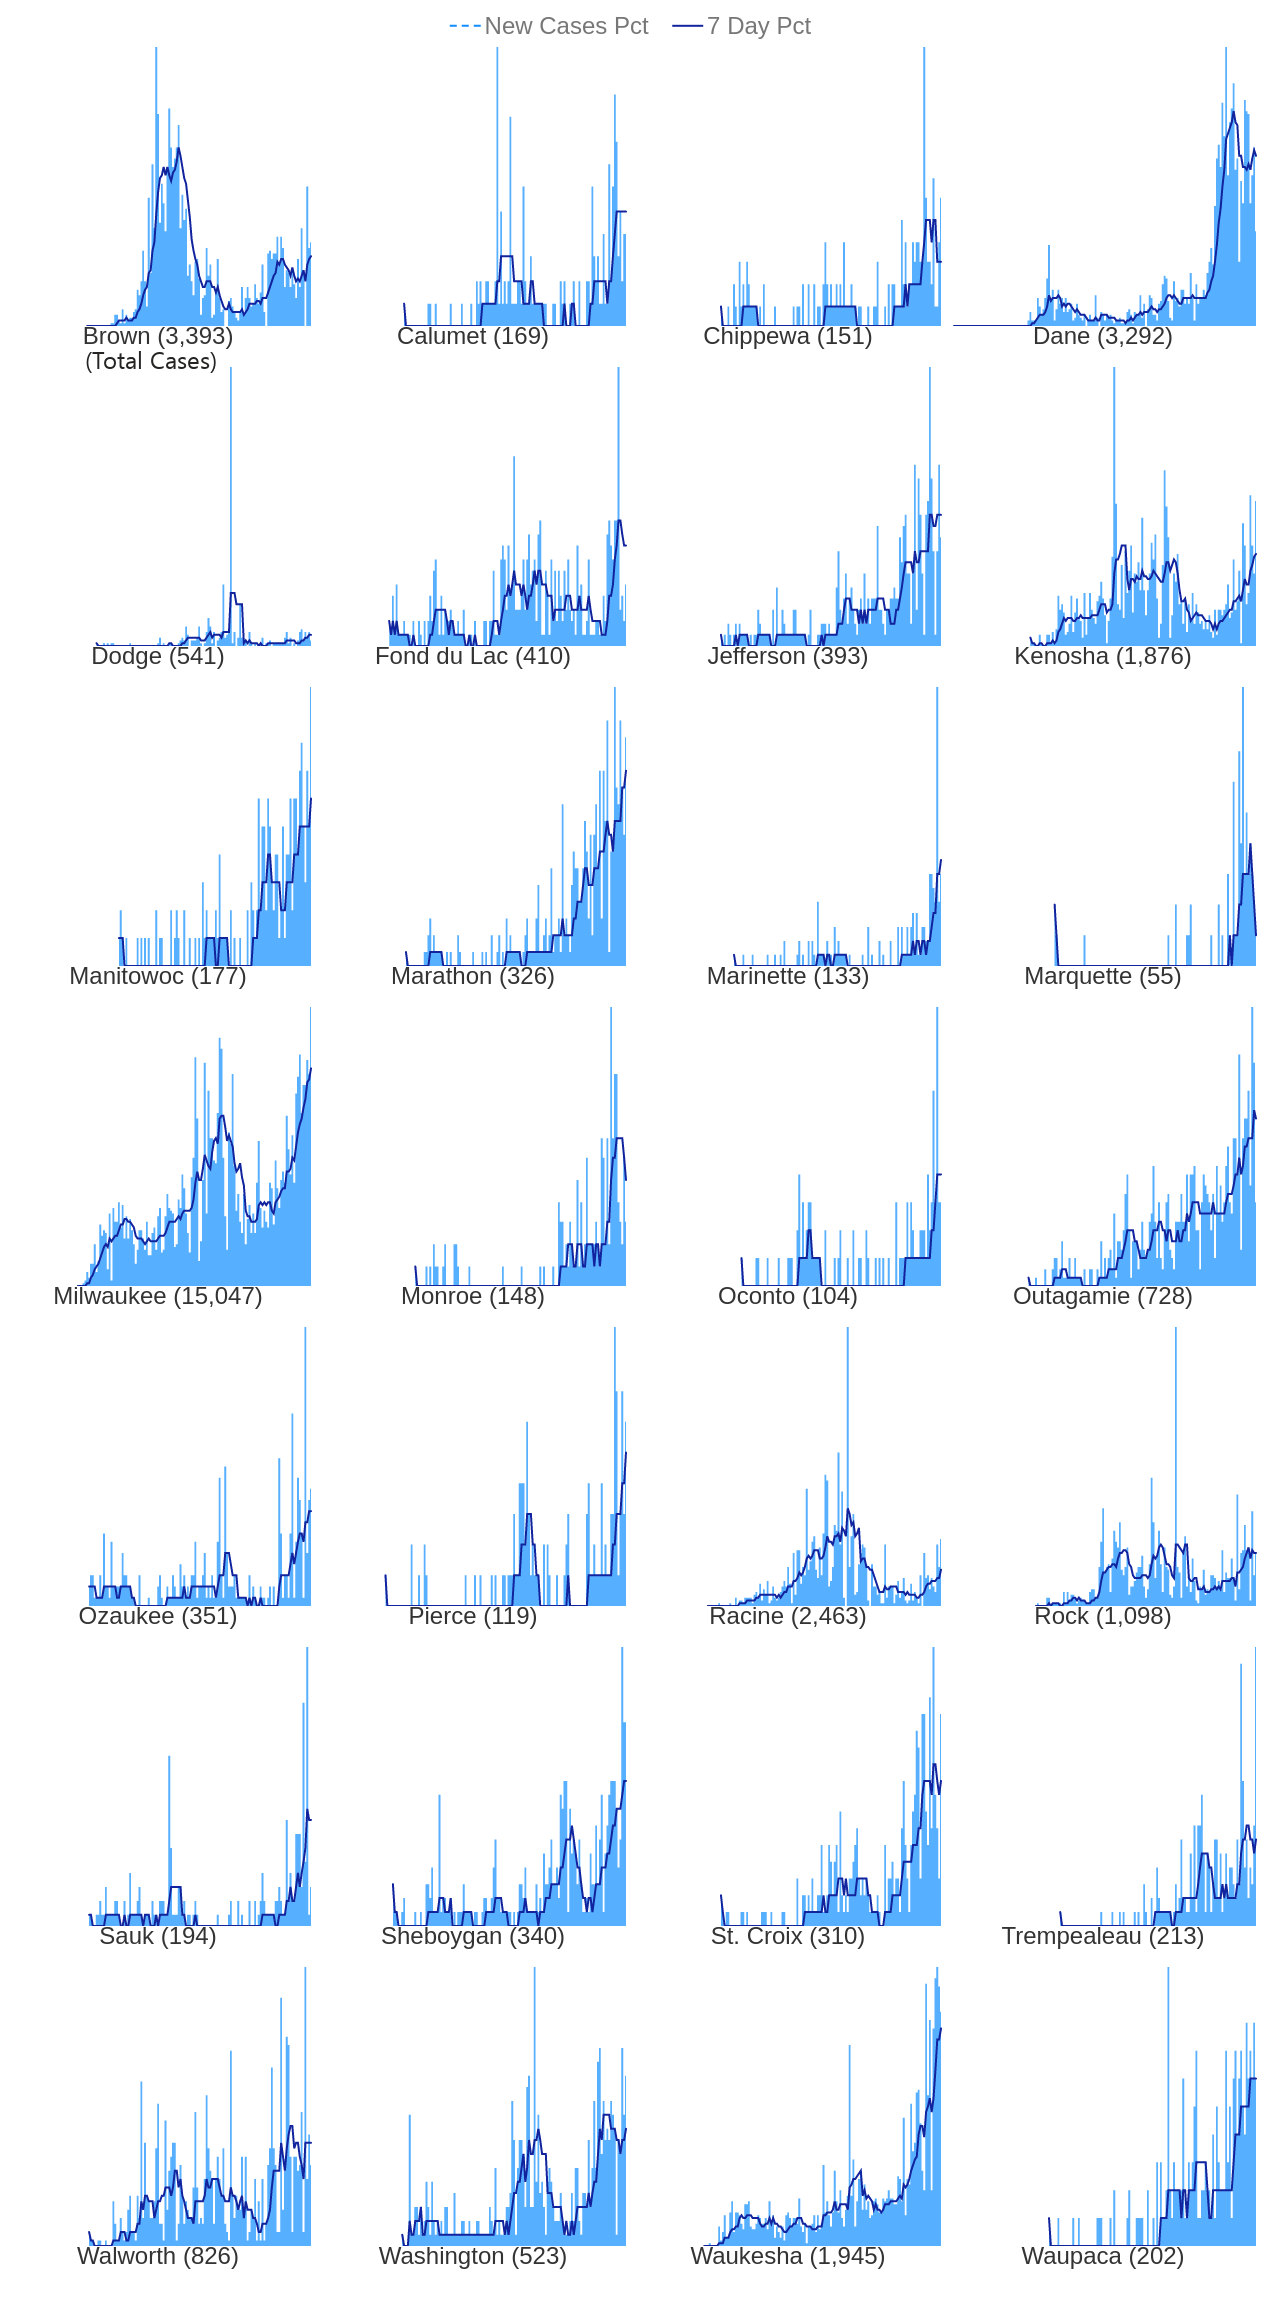 New Cases Pct 7 Day Pct
Brown (3,393) Calumet (169) Chippewa (151) Dane (3,292)
(Total Cases)
Dodge (541) Fond du Lac (410) Jefferson (393) Kenosha (1,876)
Manitowoc (177) Marathon (326) Marinette (133) Marquette (55)
Milwaukee (15,047) Monroe (148) Oconto (104) Outagamie (728)
Ozaukee (351) Pierce (119) Racine (2,463) Rock (1,098)
Sauk (194) Sheboygan (340) St. Croix (310) Trempealeau (213)
Walworth (826) Washington (523) Waukesha (1,945) Waupaca (202)